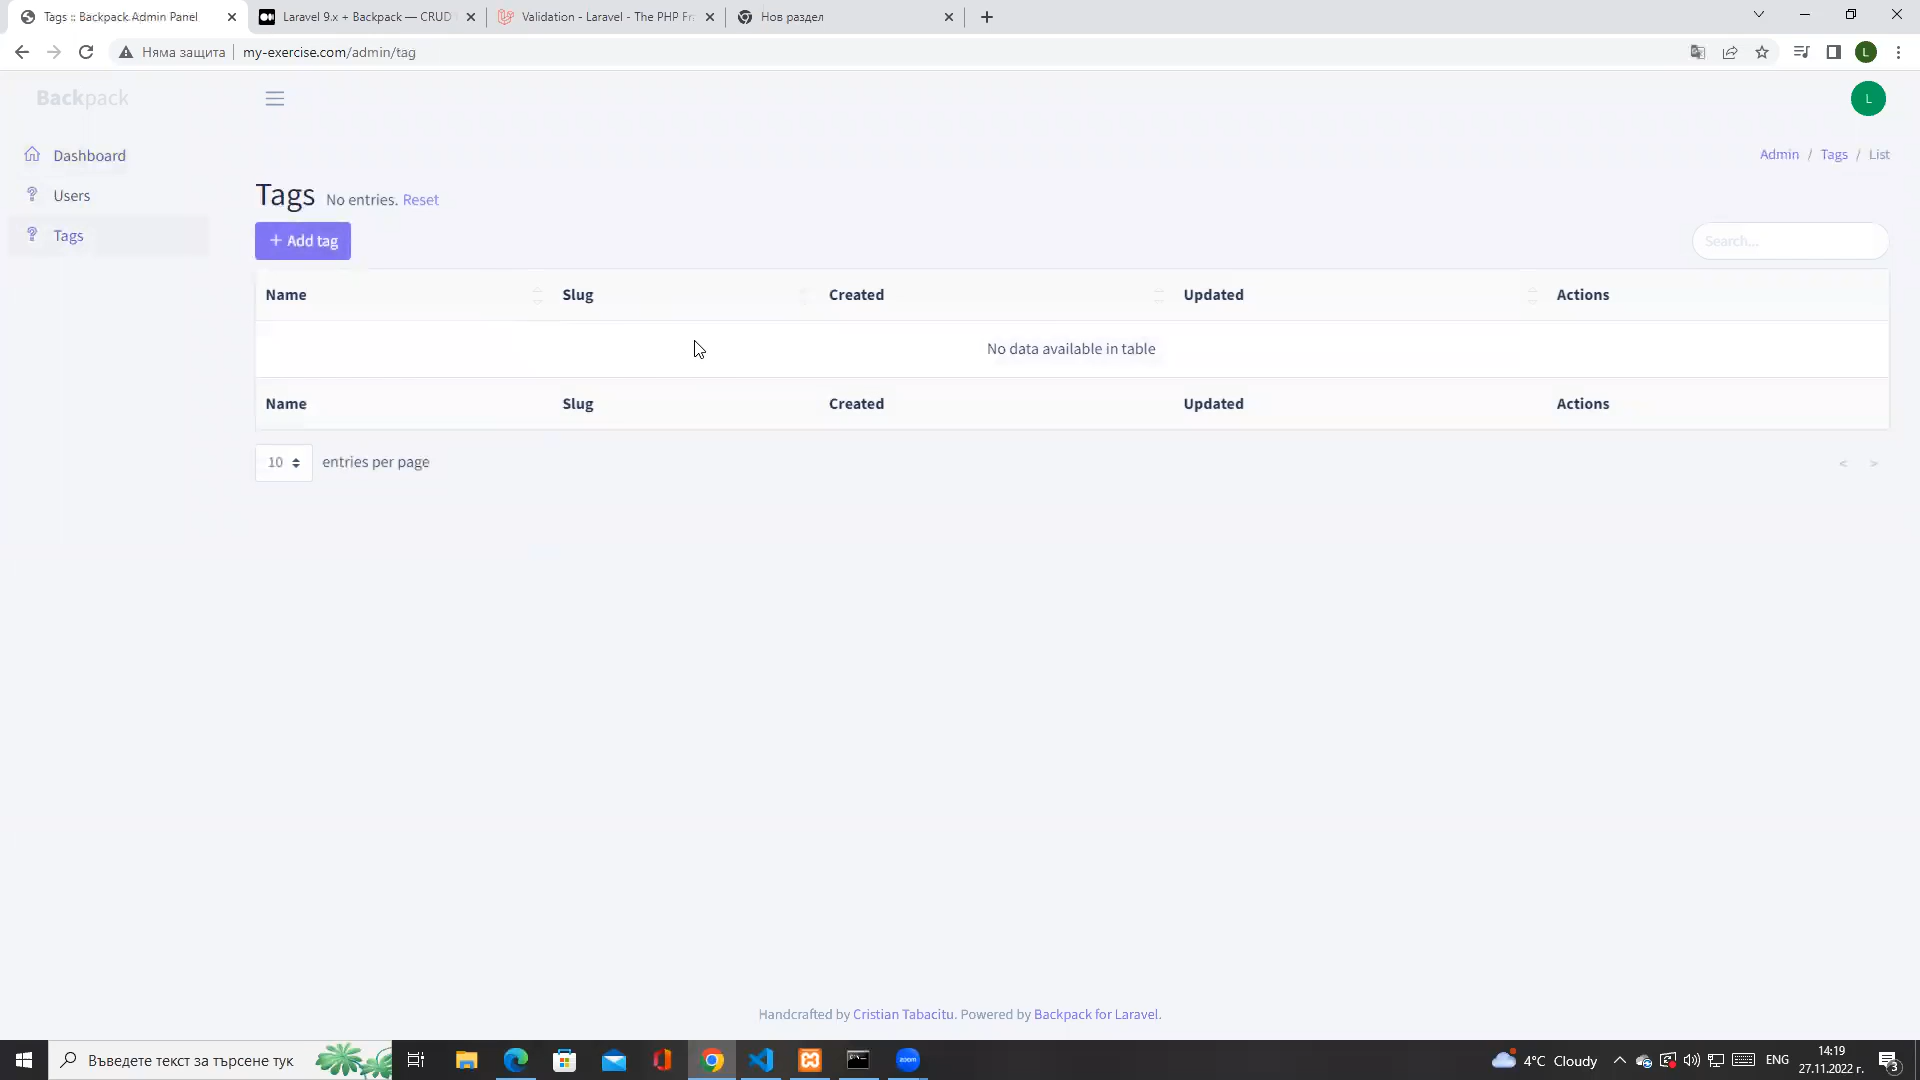 Tags :: Backpack Admin Panel
Laravel 9.x + Backpack — CRUD
Validation - Laravel - The PHP Fr
Нов раздел
Няма защита
my-exercise.com/admin/tag
L
Backpack
L
Dashboard
Admin / Tags / List
Users
Tags No entries. Reset
Tags
+ Add tag
Search...
Name Slug Created Updated Actions
No data available in table
Name Slug Created Updated Actions
10 entries per page
< >
Handcrafted by Cristian Tabacitu. Powered by Backpack for Laravel.
Въведете текст за търсене тук
zoom
4°C Cloudy
ENG
14:19
27.11.2022 г.
3